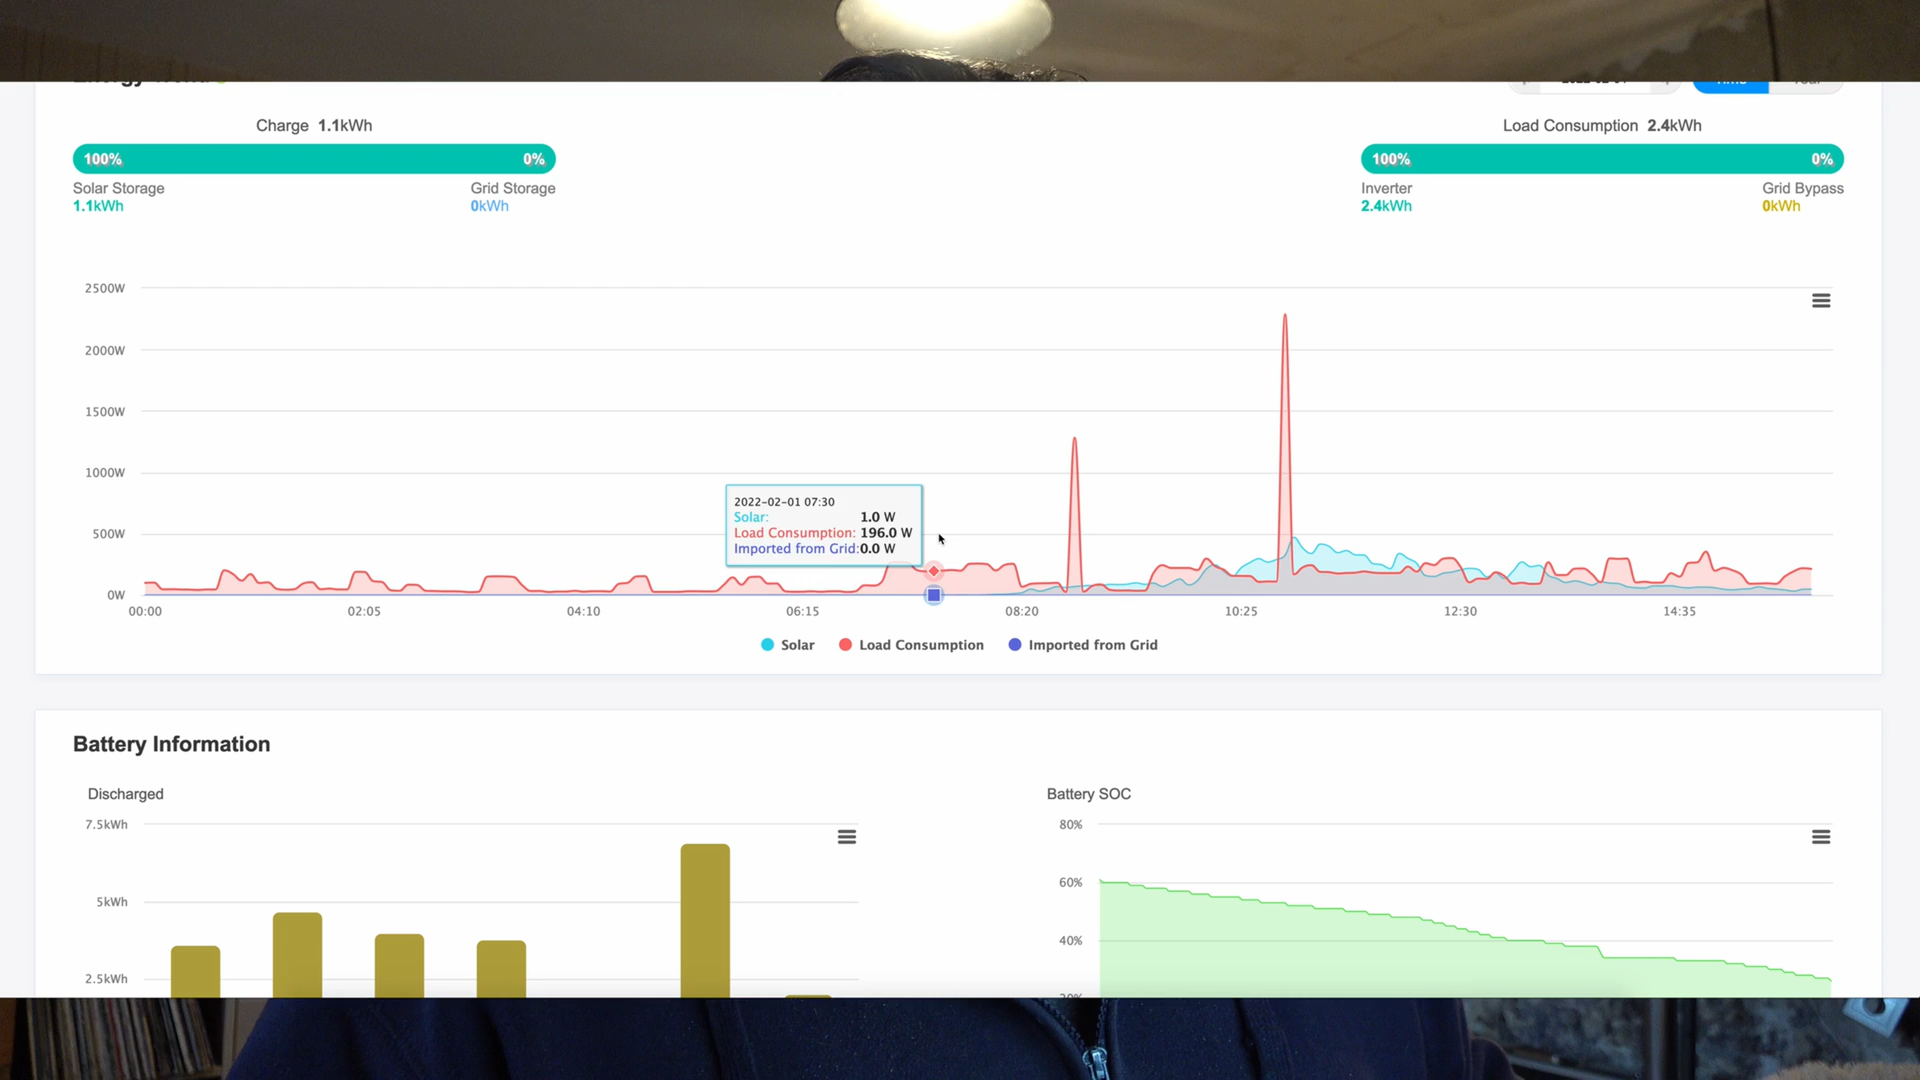 Charge 1.1kWh
Load Consumption 2.4kWh
100% 0%
100% 0%
Solar Storage Grid Storage
Inverter Grid Bypass
1.1kWh 0kWh
2.4kWh 0kWh
2500W
2000W
1500W
1000W
500W
0W
2022-02-01 07:30
Solar: 1.0 W
Load Consumption: 196.0 W
Imported from Grid:0.0 W
00:00 02:05 04:10 06:15 08:20 10:25 12:30 14:35
Solar Load Consumption Imported from Grid
Battery Information
Discharged
7.5kWh
5kWh
2.5kWh
Battery SOC
80%
60%
40%